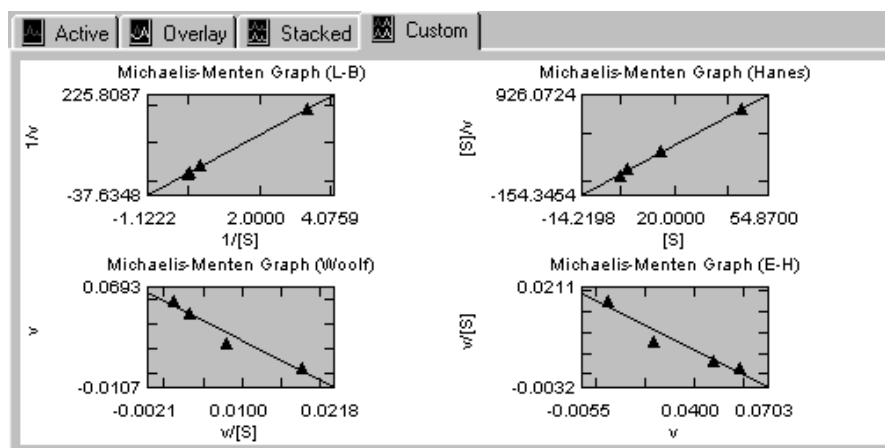 Active Overlay Stacked Custom
Michaelis-Menten Graph (L-B)
225.8087
1/v
-37.6348
-1.1222 2.0000 4.0759
1/[S]
Michaelis-Menten Graph (Hanes)
926.0724
[S]/v
-154.3454
-14.2198 20.0000 54.8700
[S]
Michaelis-Menten Graph (Woolf)
0.0693
v
-0.0107
-0.0021 0.0100 0.0218
v/[S]
Michaelis-Menten Graph (E-H)
0.0211
v/[S]
-0.0032
-0.0055 0.0400 0.0703
v